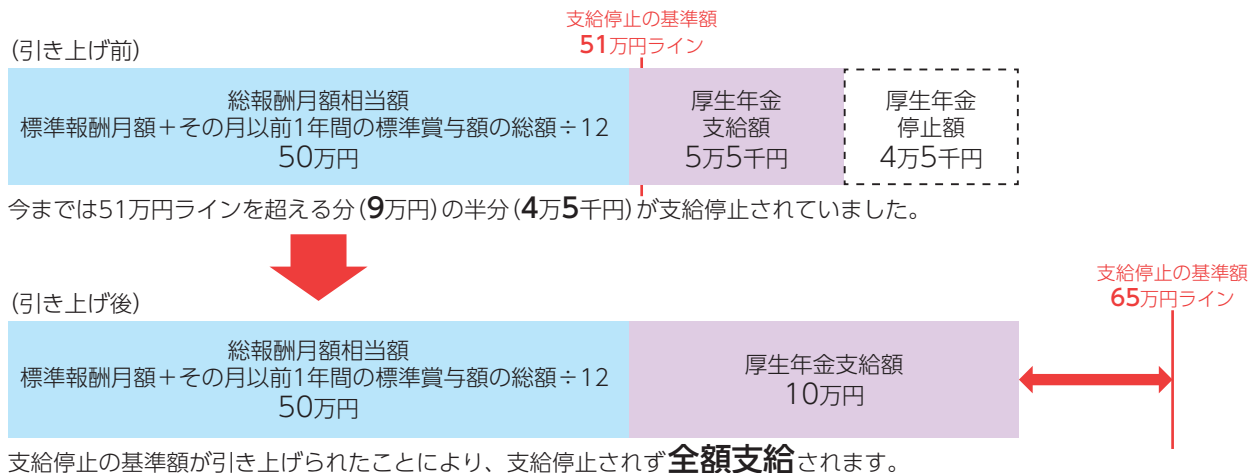 支給停止の基準額
51万円ライン
(引き上げ前)
総報酬月額相当額
標準報酬月額+その月以前1年間の標準賞与額の総額÷12
50万円
厚生年金
支給額
5万5千円
厚生年金
停止額
4万5千円
今までは51万円ラインを超える分(9万円)の半分(4万5千円)が支給停止されていました。
支給停止の基準額
65万円ライン
(引き上げ後)
総報酬月額相当額
標準報酬月額+その月以前1年間の標準賞与額の総額÷12
50万円
厚生年金支給額
10万円
支給停止の基準額が引き上げられたことにより、支給停止されず全額支給されます。